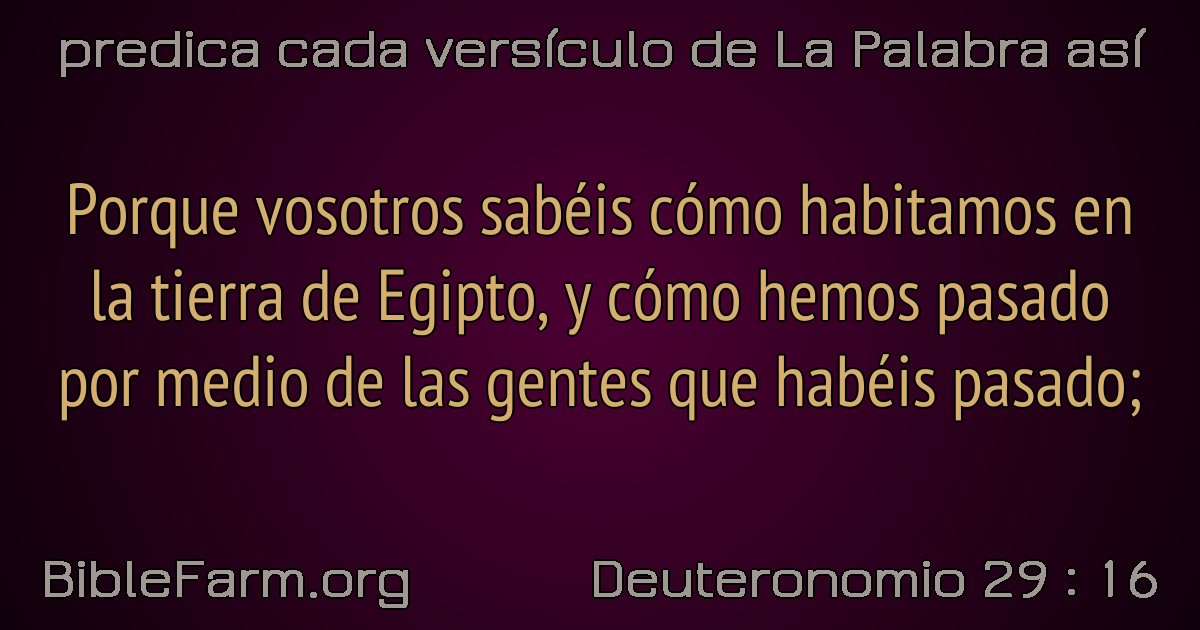 predica cada versículo de La Palabra así
Porque vosotros sabéis cómo habitamos en
la tierra de Egipto, y cómo hemos pasado
por medio de las gentes que habéis pasado;
BibleFarm.org
Deuteronomio 29 : 16